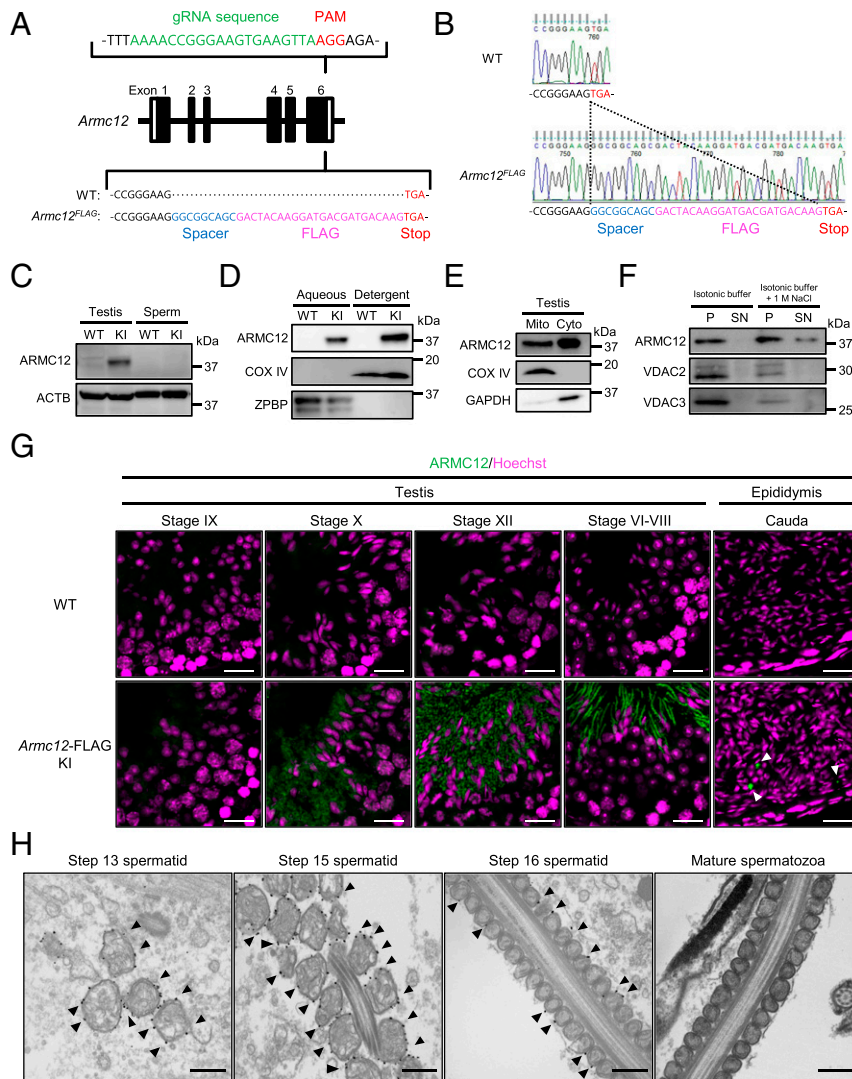 A
gRNA sequence PAM
-TTTAAAACCGGGAAGTGAAGTTAAGGAGA-
Exon 1 2 3 4 5 6
Armc12
WT: -CCGGGAAG TGA-
Armc12FLAG: -CCGGGAAGGGCGGCAGCGACTACAAGGATGACGATGACAAGTGA-
Spacer FLAG Stop
B
C C G G G A A G T G A
760
WT
-CCGGGAAGTGA-
C C G G G A A G G G C G G C A G C G A C T A C A A G G A T G A C G A T G A C A A G T G A
750 760 770 780
Armc12FLAG
-CCGGGAAGGGCGGCAGCGACTACAAGGATGACGATGACAAGTGA-
Spacer FLAG Stop
C
Testis Sperm
WT KI WT KI kDa
ARMC12 37
ACTB 37
D
Aqueous Detergent
WT KI WT KI kDa
ARMC12 37
COX IV 20
ZPBP 37
E
Testis
Mito Cyto kDa
ARMC12 37
COX IV 20
GAPDH 37
F
Isotonic buffer Isotonic buffer + 1 M NaCl
P SN P SN kDa
ARMC12 37
VDAC2 30
VDAC3 25
G
ARMC12/Hoechst
Testis Epididymis
Stage IX Stage X Stage XII Stage VI-VIII Cauda
WT
Armc12-FLAG
KI
H
Step 13 spermatid Step 15 spermatid Step 16 spermatid Mature spermatozoa